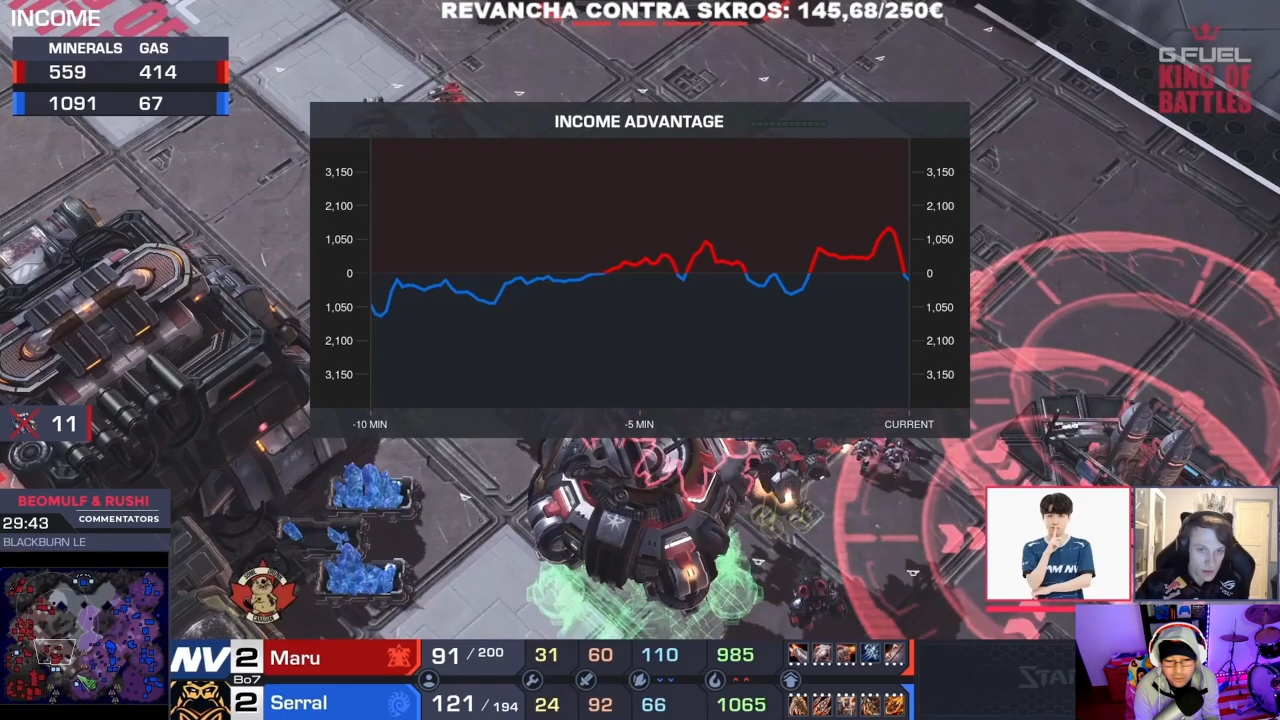 INCOME
REVANCHA CONTRA SKROS: 145,68/250€
MINERALS GAS
559 414
1091 67
G FUEL
KING OF
BATTLES
INCOME ADVANTAGE
3,150 3,150
2,100 2,100
1,050 1,050
0 0
1,050 1,050
2,100 2,100
3,150 3,150
-10 MIN -5 MIN CURRENT
11
BEOMULF & RUSHI
29:43 COMMENTATORS
BLACKBURN LE
AM NV
NV 2 Maru 91 / 200 31 60 110 985
Bo7
2 Serral 121 / 194 24 92 66 1065